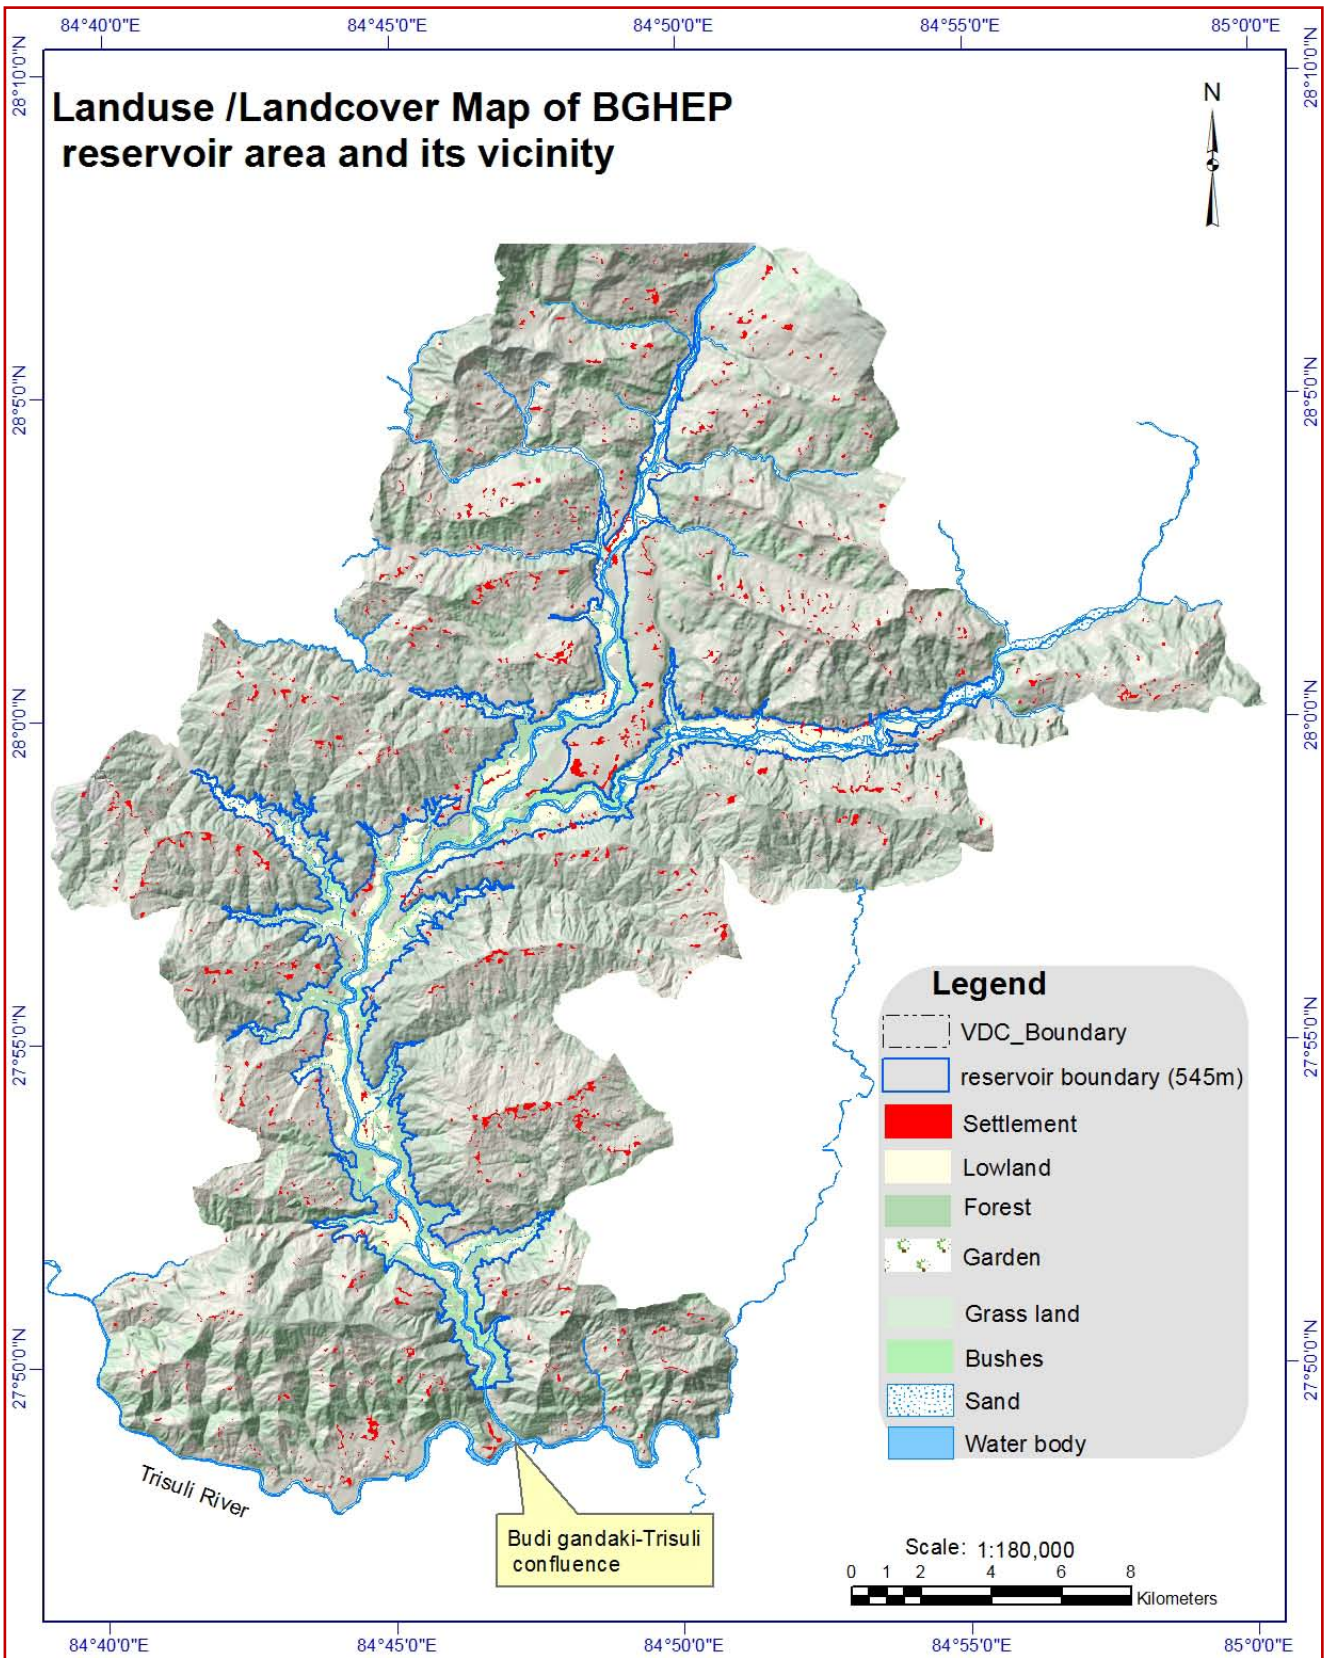 84°40'0"E 84°45'0"E 84°50'0"E 84°55'0"E 85°0'0"E
28°10'0"N
28°10'0"N
Landuse /Landcover Map of BGHEP
reservoir area and its vicinity
N
28°5'0"N
28°5'0"N
28°0'0"N
28°0'0"N
Legend
VDC_Boundary
reservoir boundary (545m)
Settlement
Lowland
Forest
Garden
Grass land
Bushes
Sand
Water body
27°55'0"N
27°55'0"N
27°50'0"N
27°50'0"N
Trisuli River
Budi gandaki-Trisuli
confluence
Scale: 1:180,000
0 1 2 4 6 8
Kilometers
84°40'0"E 84°45'0"E 84°50'0"E 84°55'0"E 85°0'0"E